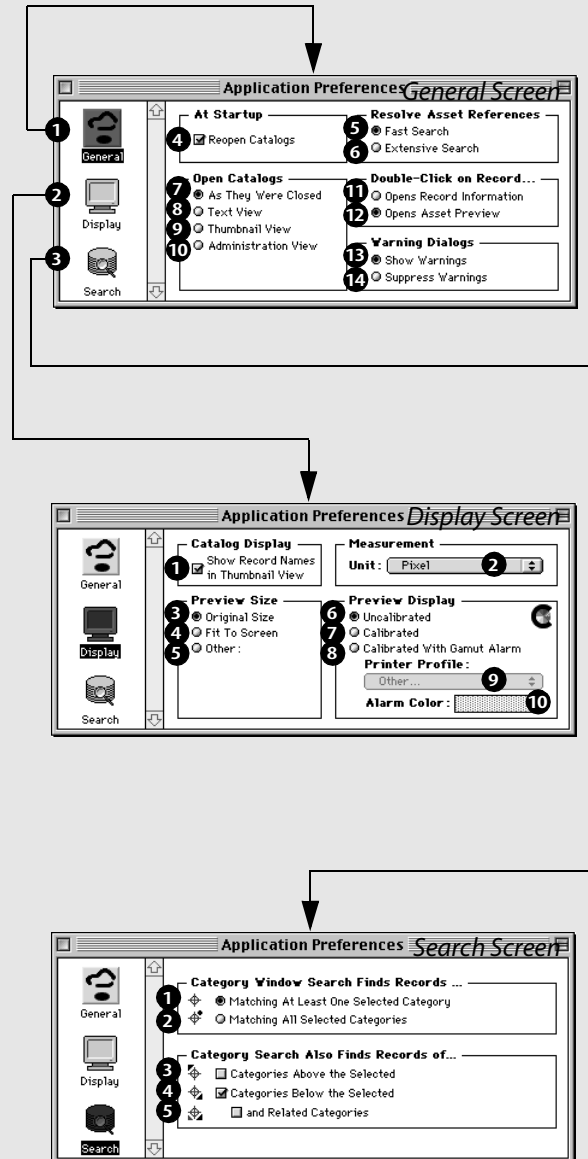 Application Preferences General Screen
1 General
2 Display
3 Search
At Startup
4 Reopen Catalogs
Resolve Asset References
5 Fast Search
6 Extensive Search
Open Catalogs
7 As They Were Closed
8 Text View
9 Thumbnail View
10 Administration View
Double-Click on Record...
11 Opens Record Information
12 Opens Asset Preview
Warning Dialogs
13 Show Warnings
14 Suppress Warnings
Application Preferences Display Screen
General
Display
Search
Catalog Display
1 Show Record Names
in Thumbnail View
Measurement
Unit: Pixel 2
Preview Size
3 Original Size
4 Fit To Screen
5 Other:
Preview Display
6 Uncalibrated
7 Calibrated
8 Calibrated With Gamut Alarm
Printer Profile:
Other... 9
Alarm Color: 10
Application Preferences Search Screen
General
Display
Search
Category Window Search Finds Records ...
1 Matching At Least One Selected Category
2 Matching All Selected Categories
Category Search Also Finds Records of...
3 Categories Above the Selected
4 Categories Below the Selected
5 and Related Categories